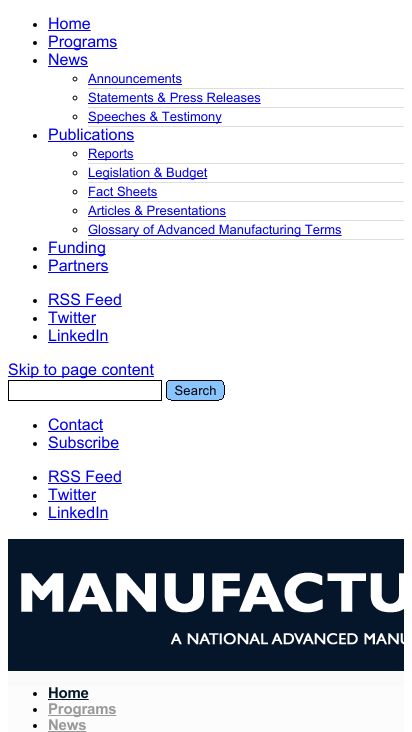 Home
Programs
News
Announcements
Statements & Press Releases
Speeches & Testimony
Publications
Reports
Legislation & Budget
Fact Sheets
Articles & Presentations
Glossary of Advanced Manufacturing Terms
Funding
Partners
RSS Feed
Twitter
LinkedIn
Skip to page content
Search
Contact
Subscribe
RSS Feed
Twitter
LinkedIn
MANUFACTU
A NATIONAL ADVANCED MANU
Home
Programs
News